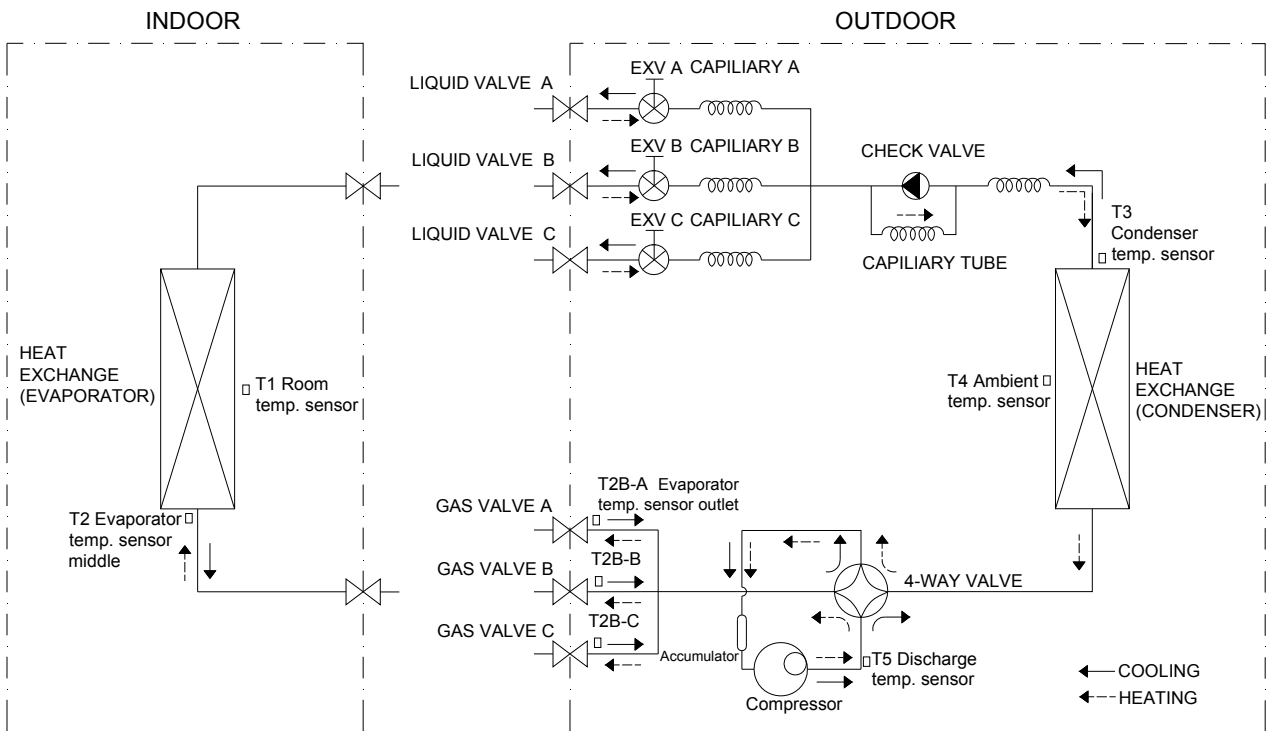 INDOOR
OUTDOOR
LIQUID VALVE A
EXV A CAPILIARY A
LIQUID VALVE B
EXV B CAPILIARY B
LIQUID VALVE C
EXV C CAPILIARY C
CHECK VALVE
CAPILIARY TUBE
T3
Condenser
temp. sensor
HEAT
EXCHANGE
(EVAPORATOR)
T1 Room
temp. sensor
T4 Ambient
temp. sensor
HEAT
EXCHANGE
(CONDENSER)
T2 Evaporator
temp. sensor
middle
GAS VALVE A
T2B-A Evaporator
temp. sensor outlet
GAS VALVE B
T2B-B
GAS VALVE C
T2B-C
4-WAY VALVE
Accumulator
Compressor
T5 Discharge
temp. sensor
COOLING
HEATING